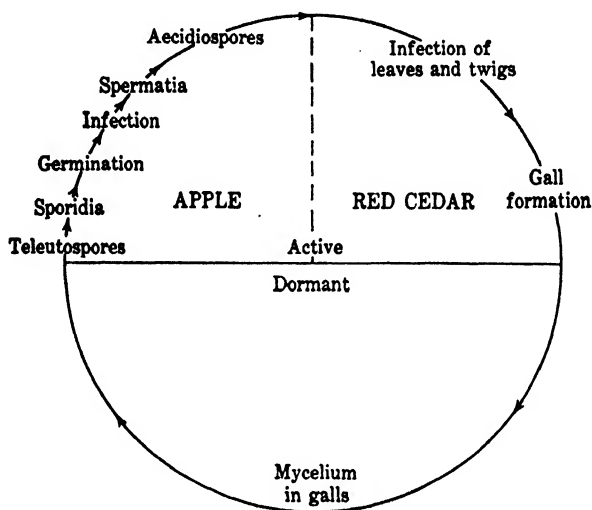 Aecidiospores
Spermatia
Infection
Germination
Sporidia
Teleutospores
APPLE
Infection of
leaves and twigs
Gall
formation
RED CEDAR
Active
Dormant
Mycelium
in galls